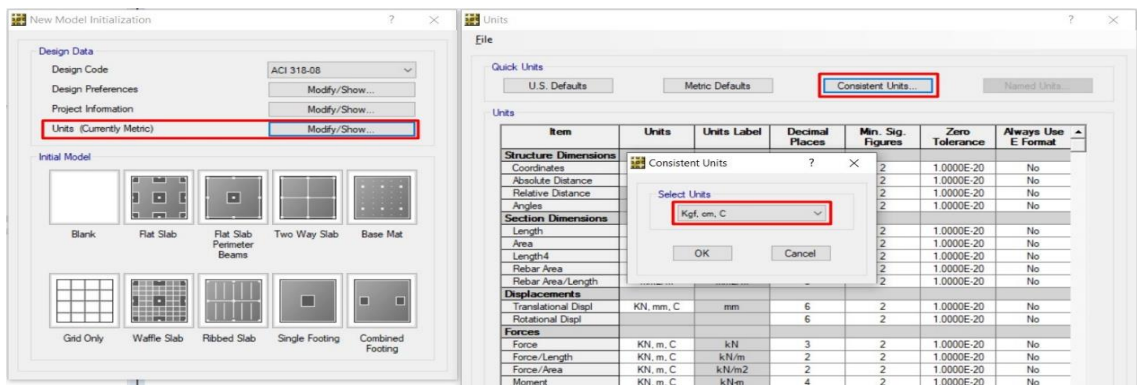 New Model Initialization ? ×
Design Data
Design Code ACI 318-08
Design Preferences Modify/Show...
Project Information Modify/Show...
Units (Currently Metric) Modify/Show...
Initial Model
Blank Flat Slab Flat Slab Perimeter Beams Two Way Slab Base Mat
Grid Only Waffle Slab Ribbed Slab Single Footing Combined Footing
Units ? ×
File
Quick Units
U.S. Defaults Metric Defaults Consistent Units... Named Units...
Units
Item Units Units Label Decimal Places Min. Sig. Figures Zero Tolerance Always Use E Format
Structure Dimensions
Coordinates 2 1.0000E-20 No
Absolute Distance 2 1.0000E-20 No
Relative Distance 2 1.0000E-20 No
Angles 2 1.0000E-20 No
Section Dimensions
Length 2 1.0000E-20 No
Area 2 1.0000E-20 No
Length4 2 1.0000E-20 No
Rebar Area 2 1.0000E-20 No
Rebar Area/Length 2 1.0000E-20 No
Displacements
Translational Displ KN, mm, C mm 6 2 1.0000E-20 No
Rotational Displ 6 2 1.0000E-20 No
Forces
Force KN, m, C kN 3 2 1.0000E-20 No
Force/Length KN, m, C kN/m 2 2 1.0000E-20 No
Force/Area KN, m, C kN/m2 2 2 1.0000E-20 No
Moment KN, m, C kN-m 4 2 1.0000E-20 No
Consistent Units ? ×
Select Units
Kgf, cm, C
OK Cancel